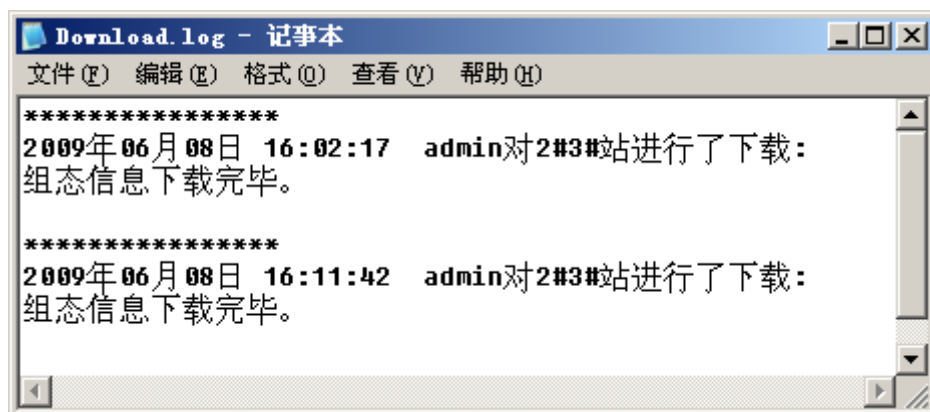 Download.log - 记事本
文件(F) 编辑(E) 格式(O) 查看(V) 帮助(H)
****************
2009年06月08日 16:02:17  admin对2#3#站进行了下载:
组态信息下载完毕。
****************
2009年06月08日 16:11:42  admin对2#3#站进行了下载:
组态信息下载完毕。